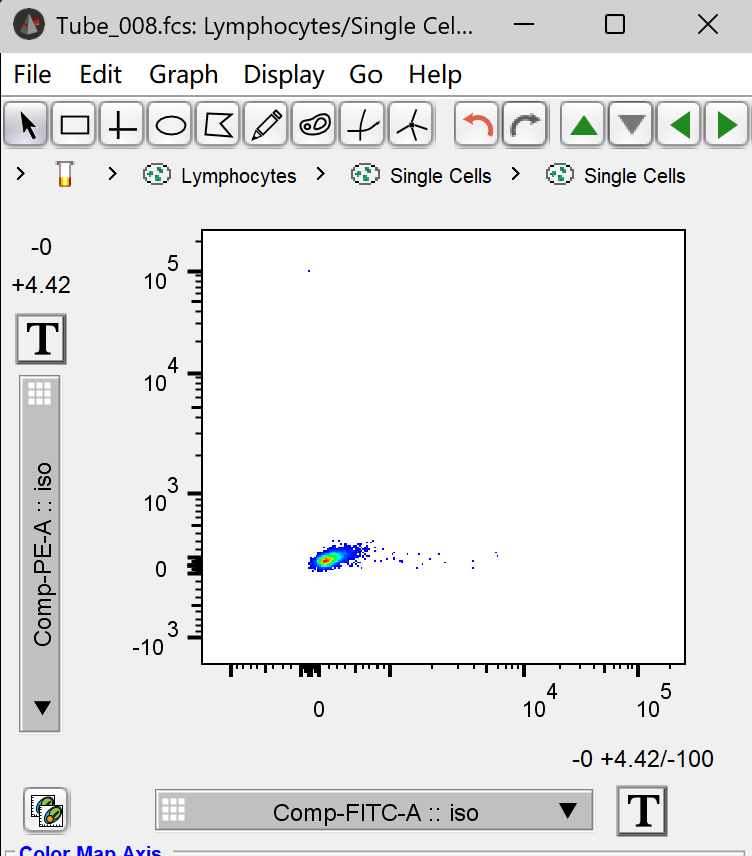 Tube_008.fcs: Lymphocytes/Single Cel...
File Edit Graph Display Go Help
> > Lymphocytes > Single Cells > Single Cells
-0
+4.42
T
Comp-PE-A :: iso
10^5
10^4
10^3
0
-10^3
0 10^4 10^5
-0 +4.42/-100
Comp-FITC-A :: iso
T
Color Map Axis